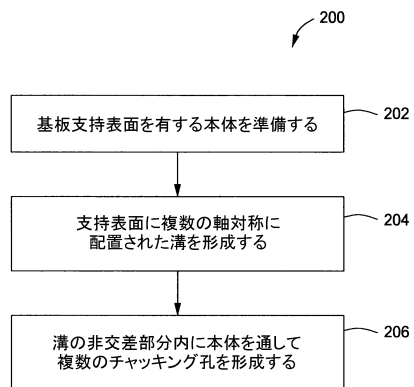 200
基板支持表面を有する本体を準備する
202
支持表面に複数の軸対称に
配置された溝を形成する
204
溝の非交差部分内に本体を通して
複数のチャッキング孔を形成する
206